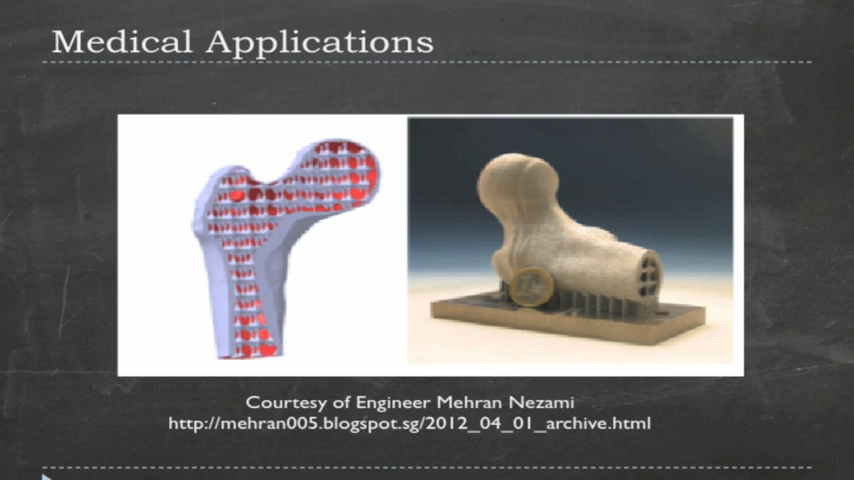 Medical Applications
Courtesy of Engineer Mehran Nezami
http://mehran005.blogspot.sg/2012_04_01_archive.html